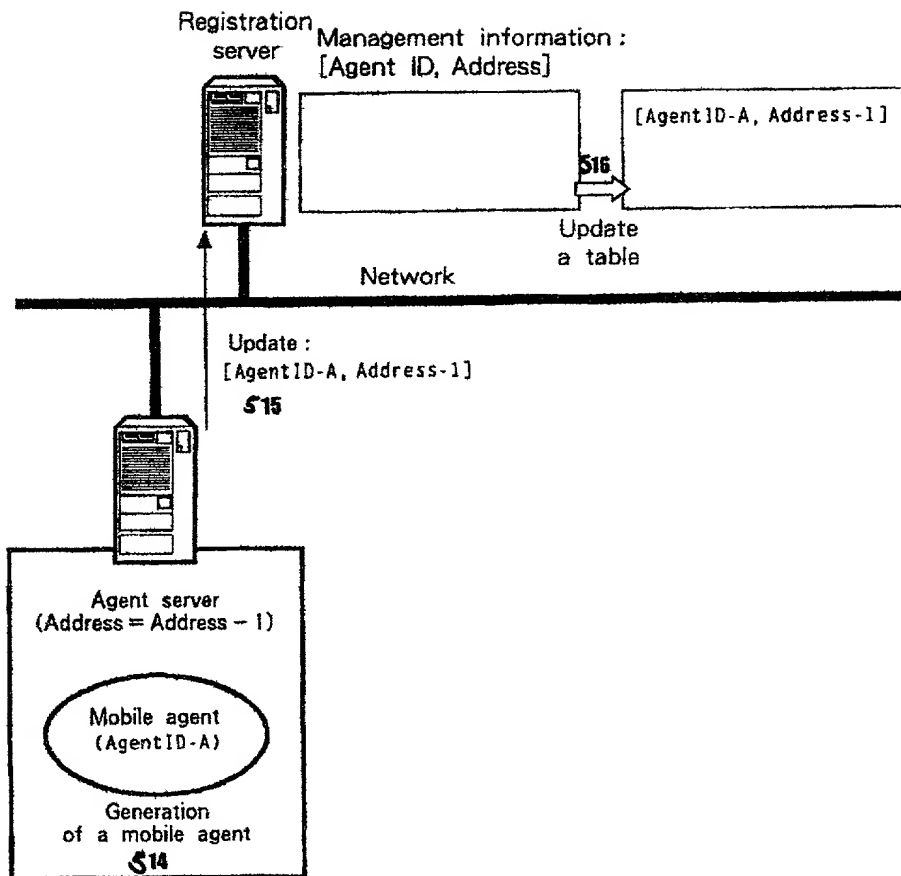 Registration
server
Management information :
[Agent ID, Address]
[AgentID-A, Address-1]
S16
Update
a table
Network
Update :
[AgentID-A, Address-1]
S15
Agent server
(Address = Address − 1)
Mobile agent
(AgentID-A)
Generation
of a mobile agent
S14